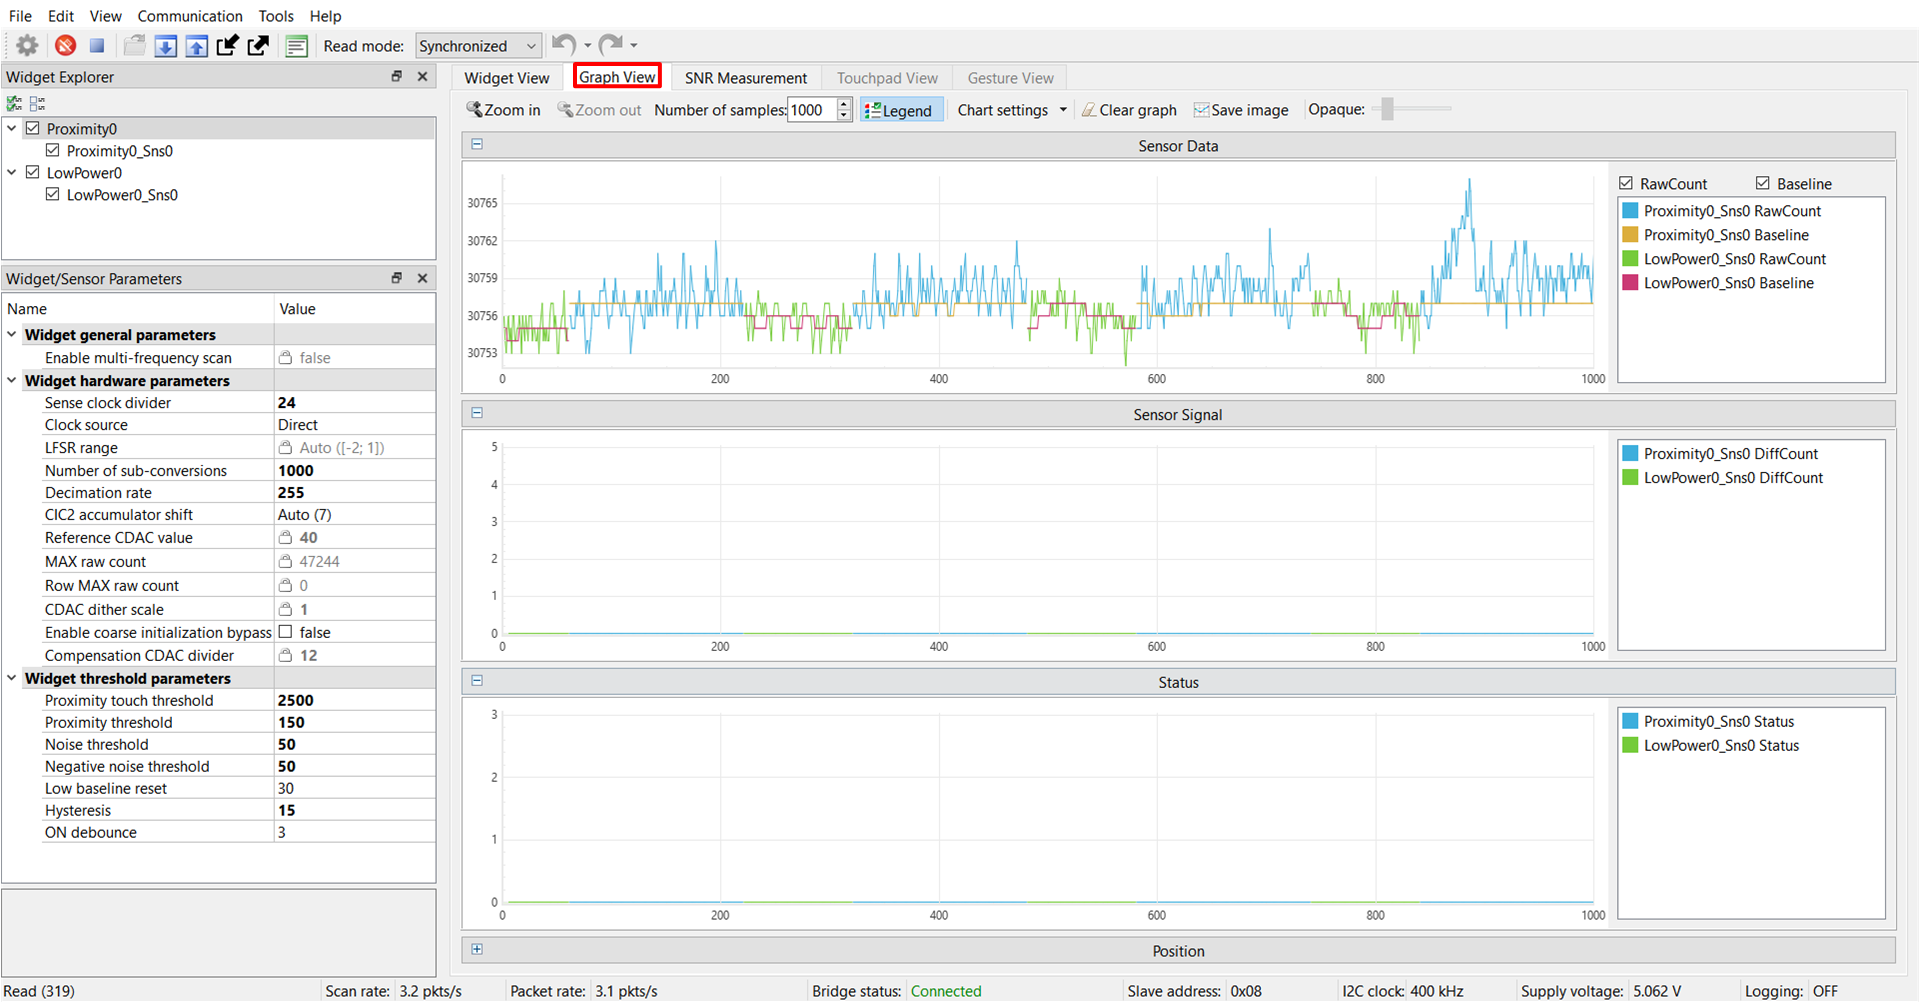 File Edit View Communication Tools Help
Read mode: Synchronized
Widget Explorer
Proximity0
Proximity0_Sns0
LowPower0
LowPower0_Sns0
Widget/Sensor Parameters
Name Value
Widget general parameters
Enable multi-frequency scan false
Widget hardware parameters
Sense clock divider 24
Clock source Direct
LFSR range Auto ([-2; 1])
Number of sub-conversions 1000
Decimation rate 255
CIC2 accumulator shift Auto (7)
Reference CDAC value 40
MAX raw count 47244
Row MAX raw count 0
CDAC dither scale 1
Enable coarse initialization bypass false
Compensation CDAC divider 12
Widget threshold parameters
Proximity touch threshold 2500
Proximity threshold 150
Noise threshold 50
Negative noise threshold 50
Low baseline reset 30
Hysteresis 15
ON debounce 3
Widget View Graph View SNR Measurement Touchpad View Gesture View
Zoom in Zoom out Number of samples: 1000 Legend Chart settings Clear graph Save image Opaque:
Sensor Data
30765
30762
30759
30756
30753
0 200 400 600 800 1000
RawCount Baseline
Proximity0_Sns0 RawCount
Proximity0_Sns0 Baseline
LowPower0_Sns0 RawCount
LowPower0_Sns0 Baseline
Sensor Signal
5
4
3
2
1
0
0 200 400 600 800 1000
Proximity0_Sns0 DiffCount
LowPower0_Sns0 DiffCount
Status
3
2
1
0
0 200 400 600 800 1000
Proximity0_Sns0 Status
LowPower0_Sns0 Status
Position
Read (319) Scan rate: 3.2 pkts/s Packet rate: 3.1 pkts/s Bridge status: Connected Slave address: 0x08 I2C clock: 400 kHz Supply voltage: 5.062 V Logging: OFF